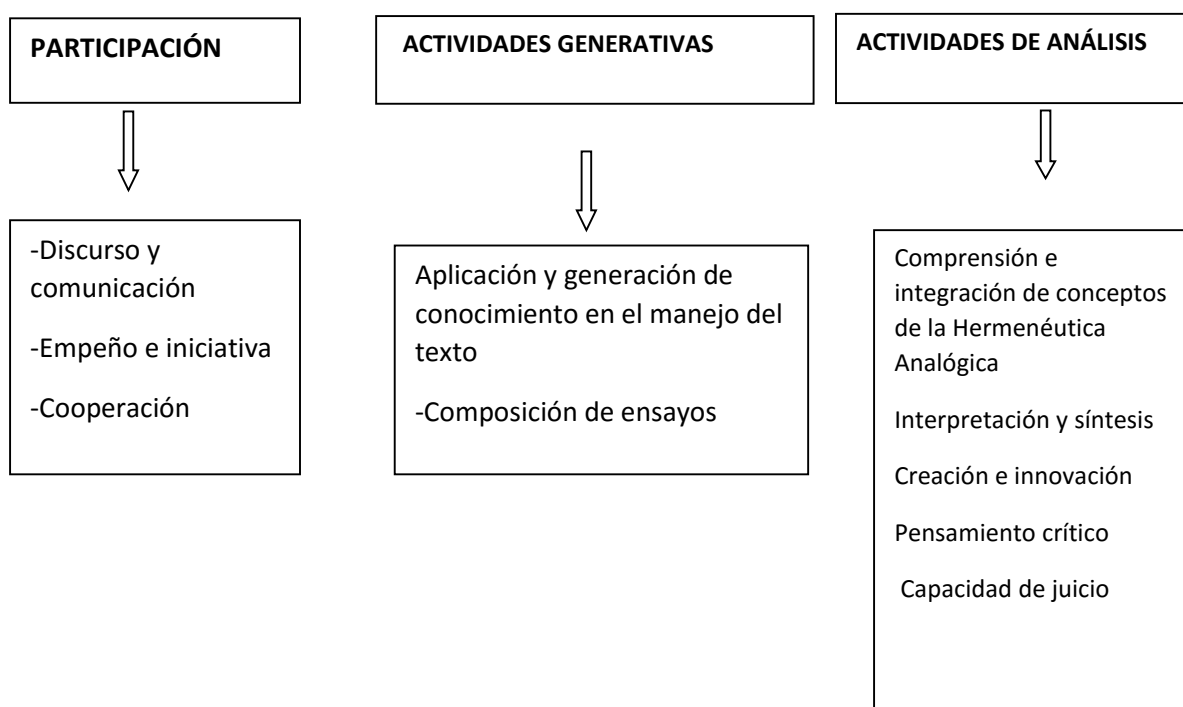 PARTICIPACIÓN
-Discurso y
comunicación
-Empeño e iniciativa
-Cooperación
ACTIVIDADES GENERATIVAS
Aplicación y generación de
conocimiento en el manejo del
texto
-Composición de ensayos
ACTIVIDADES DE ANÁLISIS
Comprensión e
integración de conceptos
de la Hermenéutica
Analógica
Interpretación y síntesis
Creación e innovación
Pensamiento crítico
Capacidad de juicio